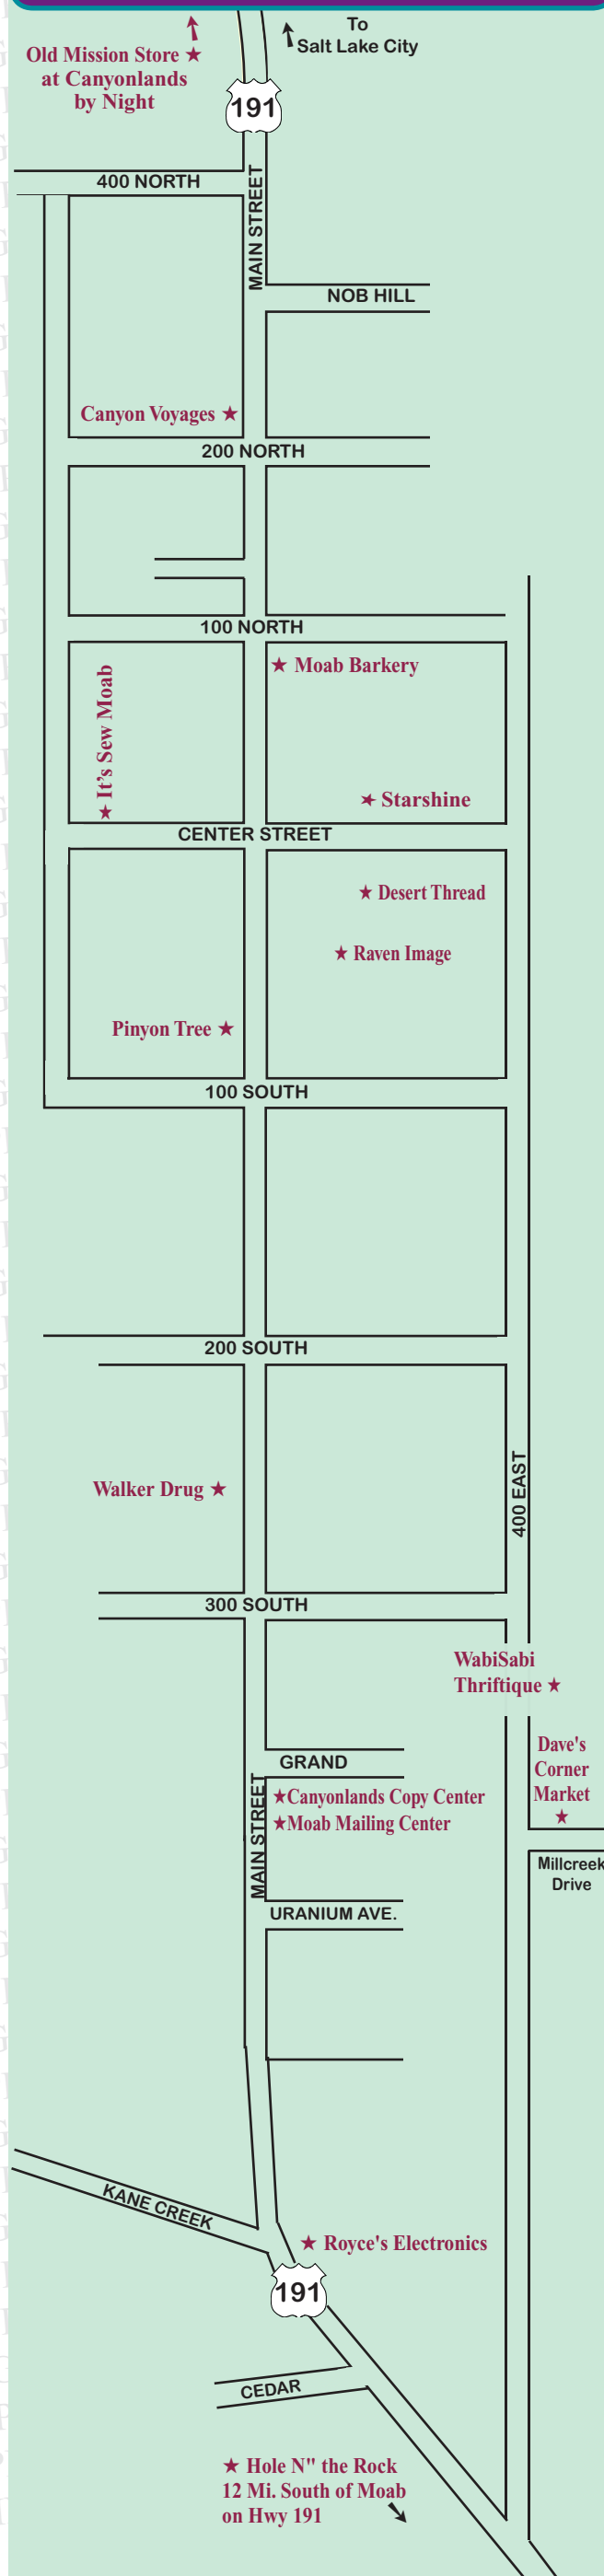 To
Salt Lake City
Old Mission Store ★
at Canyonlands
by Night
191
400 NORTH
MAIN STREET
NOB HILL
Canyon Voyages ★
200 NORTH
100 NORTH
★ Moab Barkery
★ It's Sew Moab
★ Starshine
CENTER STREET
★ Desert Thread
★ Raven Image
Pinyon Tree ★
100 SOUTH
200 SOUTH
400 EAST
Walker Drug ★
300 SOUTH
WabiSabi
Thriftique ★
Dave's
Corner
Market
★
GRAND
MAIN STREET
★Canyonlands Copy Center
★Moab Mailing Center
Millcreek
Drive
URANIUM AVE.
KANE CREEK
★ Royce's Electronics
191
CEDAR
★ Hole N" the Rock
12 Mi. South of Moab
on Hwy 191